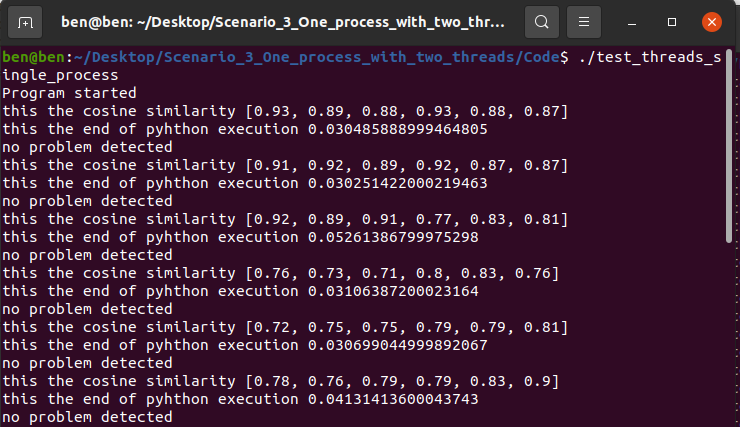 ben@ben: ~/Desktop/Scenario_3_One_process_with_two_thr...
ben@ben:~/Desktop/Scenario_3_One_process_with_two_threads/Code$ ./test_threads_s
ingle_process
Program started
this the cosine similarity [0.93, 0.89, 0.88, 0.93, 0.88, 0.87]
this the end of pyhthon execution 0.030485888999464805
no problem detected
this the cosine similarity [0.91, 0.92, 0.89, 0.92, 0.87, 0.87]
this the end of pyhthon execution 0.030251422000219463
no problem detected
this the cosine similarity [0.92, 0.89, 0.91, 0.77, 0.83, 0.81]
this the end of pyhthon execution 0.05261386799975298
no problem detected
this the cosine similarity [0.76, 0.73, 0.71, 0.8, 0.83, 0.76]
this the end of pyhthon execution 0.03106387200023164
no problem detected
this the cosine similarity [0.72, 0.75, 0.75, 0.79, 0.79, 0.81]
this the end of pyhthon execution 0.030699044999892067
no problem detected
this the cosine similarity [0.78, 0.76, 0.79, 0.79, 0.83, 0.9]
this the end of pyhthon execution 0.04131413600043743
no problem detected